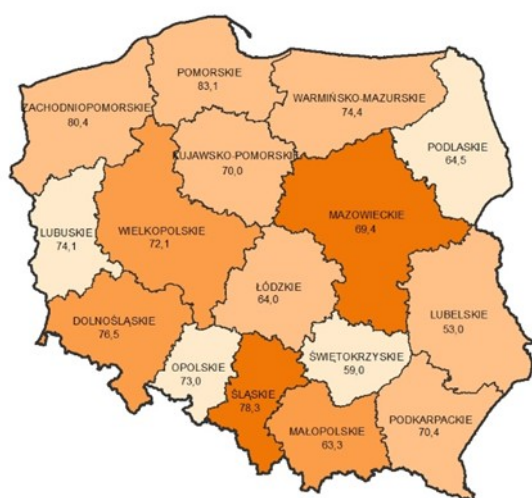 POMORSKIE
83,1
ZACHODNIOPOMORSKIE
80,4
WARMIŃSKO-MAZURSKIE
74,4
PODLASKIE
64,5
KUJAWSKO-POMORSKIE
70,0
MAZOWIECKIE
69,4
LUBUSKIE
74,1
WIELKOPOLSKIE
72,1
ŁÓDZKIE
64,0
LUBELSKIE
53,0
DOLNOŚLĄSKIE
76,5
OPOLSKIE
73,0
ŚWIĘTOKRZYSKIE
59,0
ŚLĄSKIE
78,3
MAŁOPOLSKIE
63,3
PODKARPACKIE
70,4